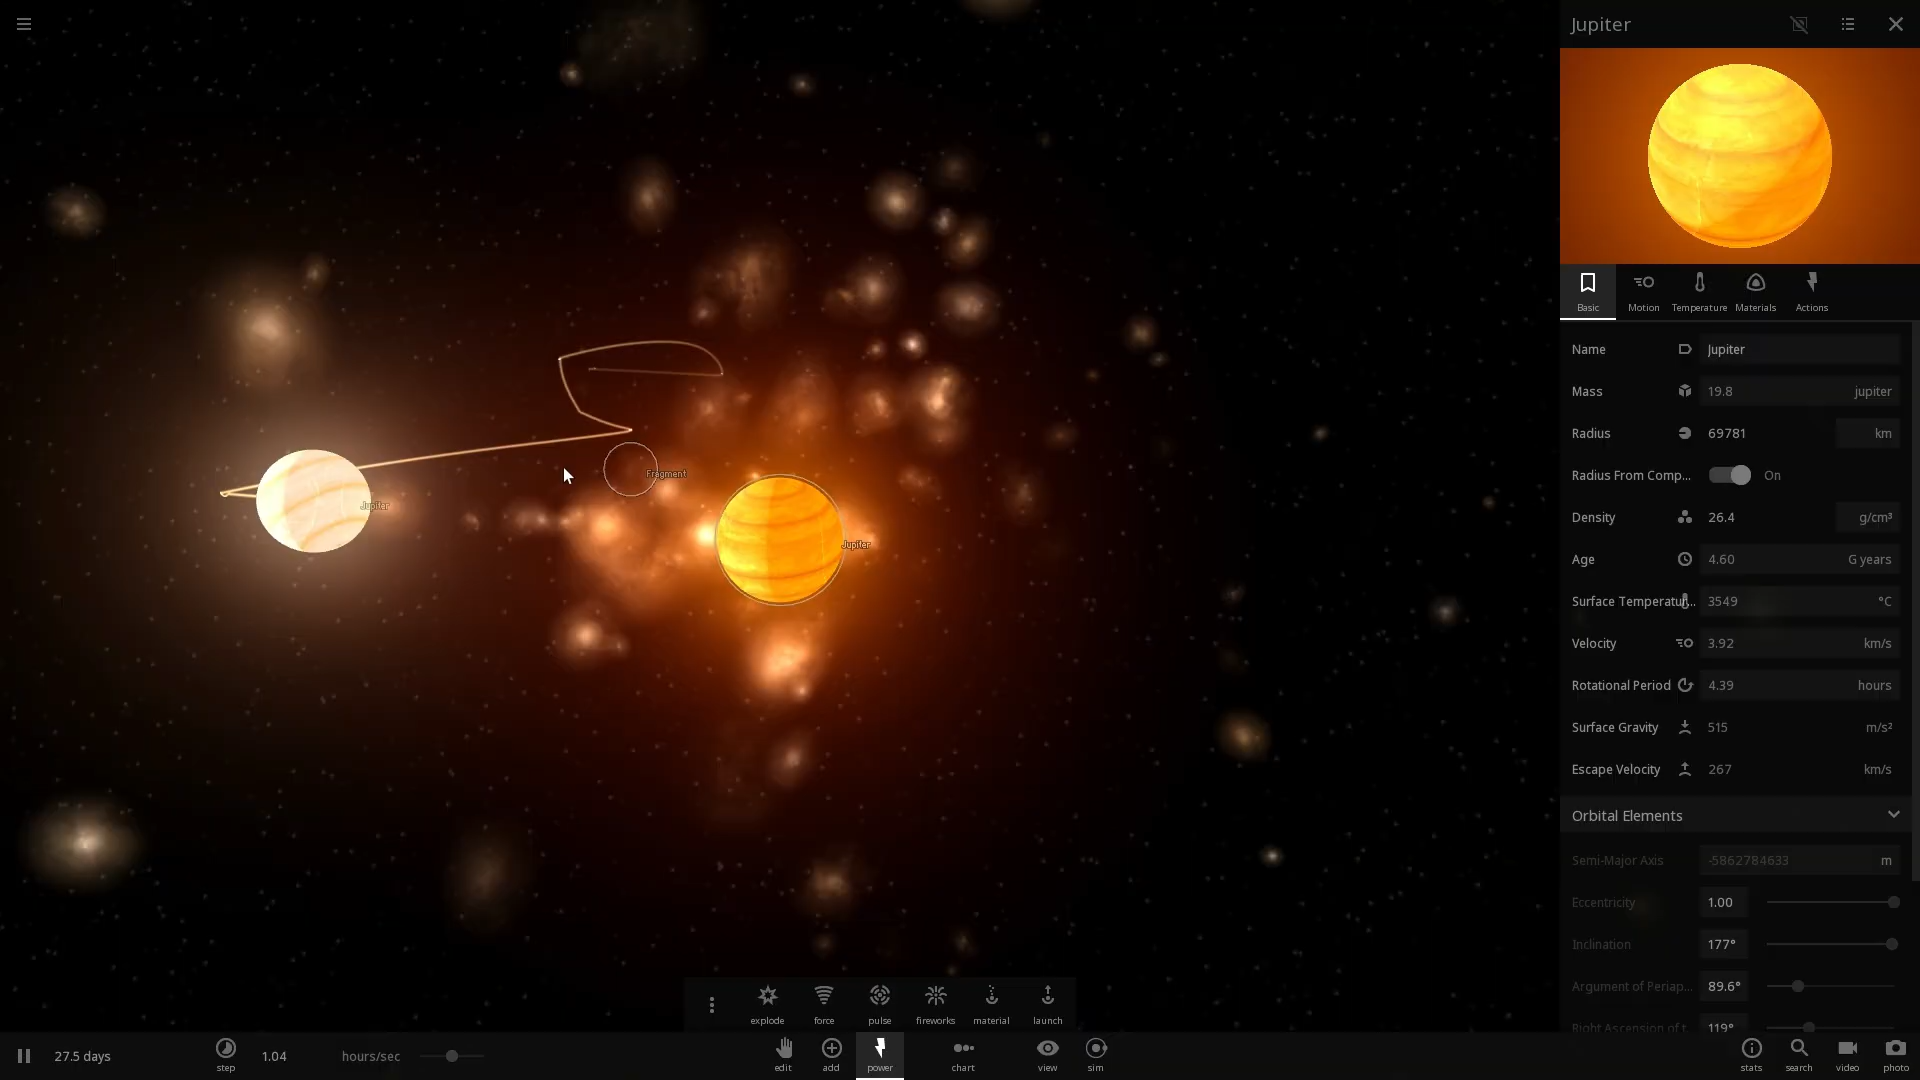 Jupiter
Basic
Motion
Temperature
Materials
Actions
Name
Jupiter
Mass
19.8
jupiter
Radius
69781
km
Radius From Comp...
On
Density
26.4
g/cm³
Age
4.60
G years
Surface Temperatur...
3549
°C
Velocity
3.92
km/s
Rotational Period
4.39
hours
Surface Gravity
515
m/s²
Escape Velocity
267
km/s
Orbital Elements
Semi-Major Axis
-5862784633
m
Eccentricity
1.00
Inclination
177°
Argument of Periap...
89.6°
Right Ascension of t...
119°
Fragment
Jupiter
Jupiter
explode
force
pulse
fireworks
material
launch
27.5 days
step
1.04
hours/sec
edit
add
power
chart
view
sim
stats
search
video
photo